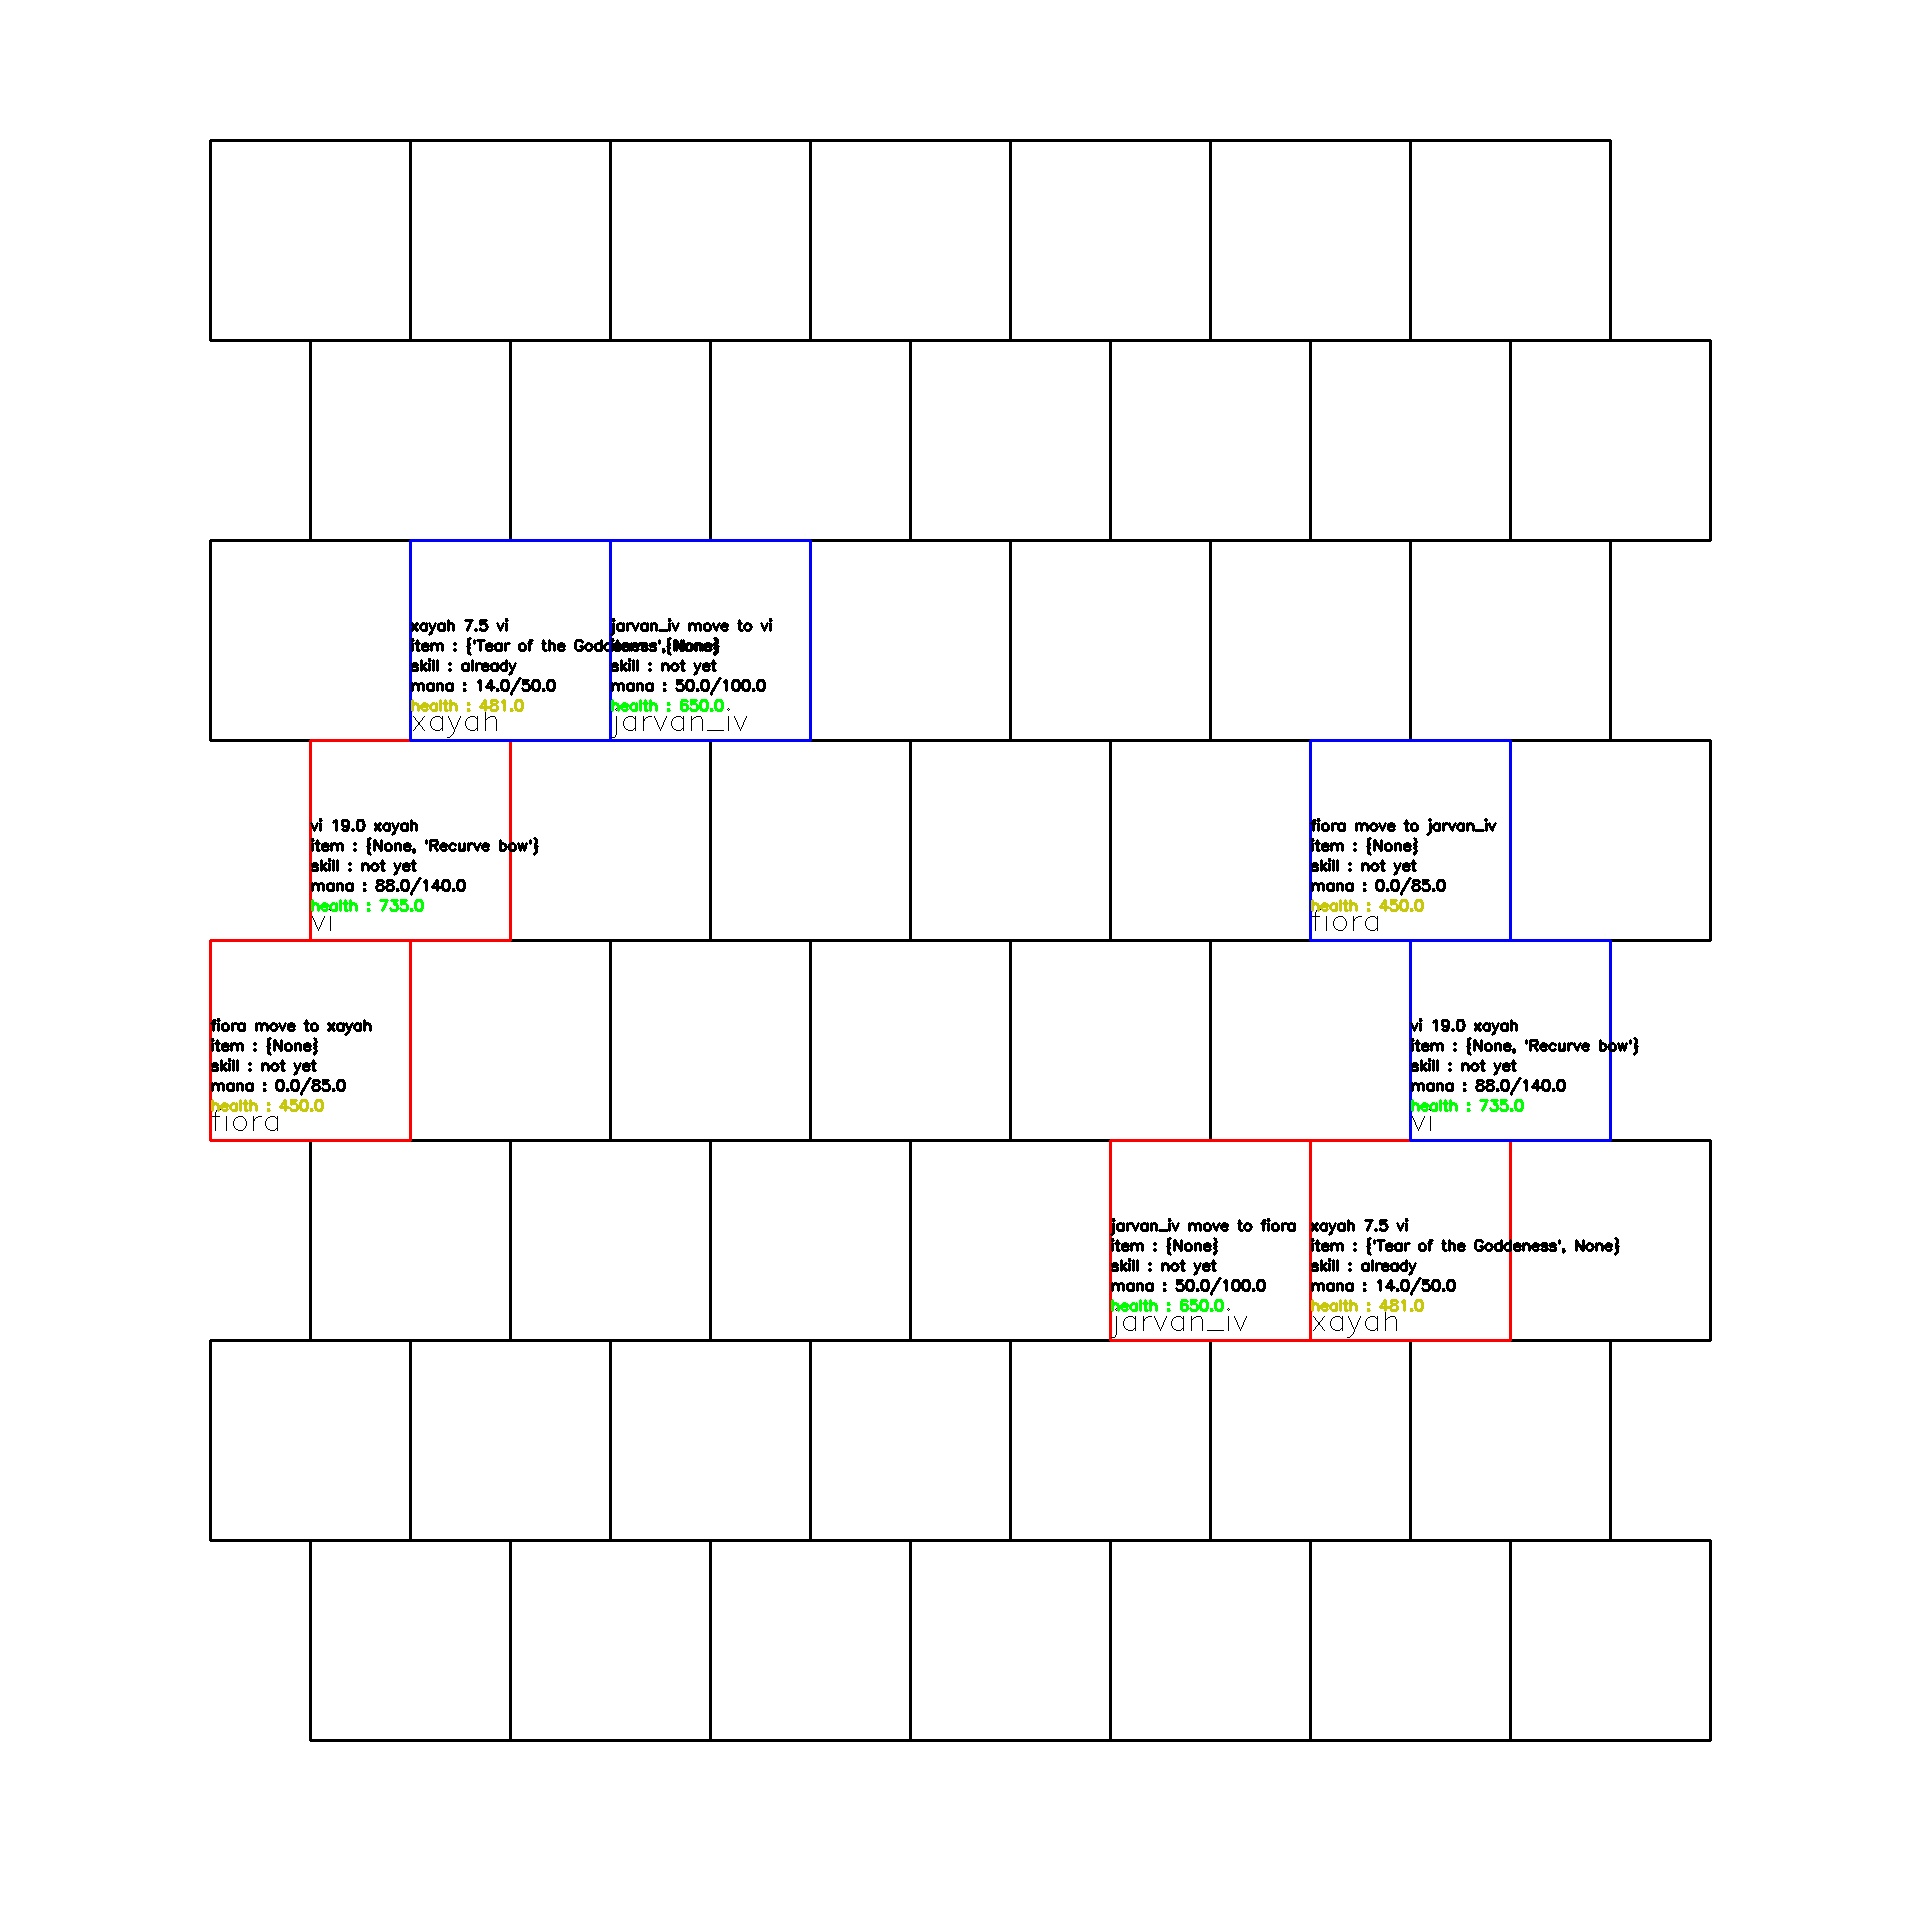 xayah 7.5 vi
item : {'Tear of the Goddeness', None}
skill : already
mana : 14.0/50.0
health : 481.0
xayah
jarvan_iv move to vi
item : {None}
skill : not yet
mana : 50.0/100.0
health : 650.0
jarvan_iv
vi 19.0 xayah
item : {None, 'Recurve bow'}
skill : not yet
mana : 88.0/140.0
health : 735.0
vi
fiora move to jarvan_iv
item : {None}
skill : not yet
mana : 0.0/85.0
health : 450.0
fiora
fiora move to xayah
item : {None}
skill : not yet
mana : 0.0/85.0
health : 450.0
fiora
vi 19.0 xayah
item : {None, 'Recurve bow'}
skill : not yet
mana : 88.0/140.0
health : 735.0
vi
jarvan_iv move to fiora
item : {None}
skill : not yet
mana : 50.0/100.0
health : 650.0
jarvan_iv
xayah 7.5 vi
item : {'Tear of the Goddeness', None}
skill : already
mana : 14.0/50.0
health : 481.0
xayah